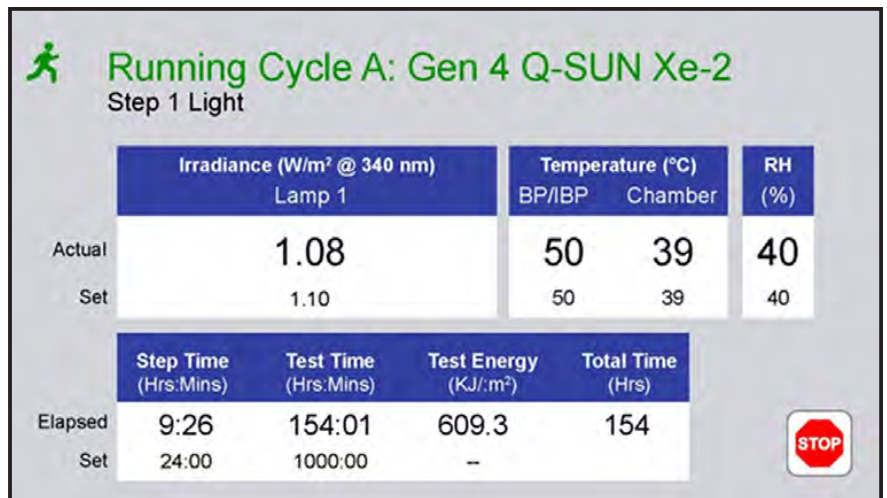 Running Cycle A: Gen 4 Q-SUN Xe-2
Step 1 Light
Irradiance (W/m² @ 340 nm) Temperature (°C) RH
Lamp 1 BP/IBP Chamber (%)
Actual 1.08 50 39 40
Set 1.10 50 39 40
Step Time Test Time Test Energy Total Time
(Hrs:Mins) (Hrs:Mins) (KJ/:m²) (Hrs)
Elapsed 9:26 154:01 609.3 154
Set 24:00 1000:00 --
STOP